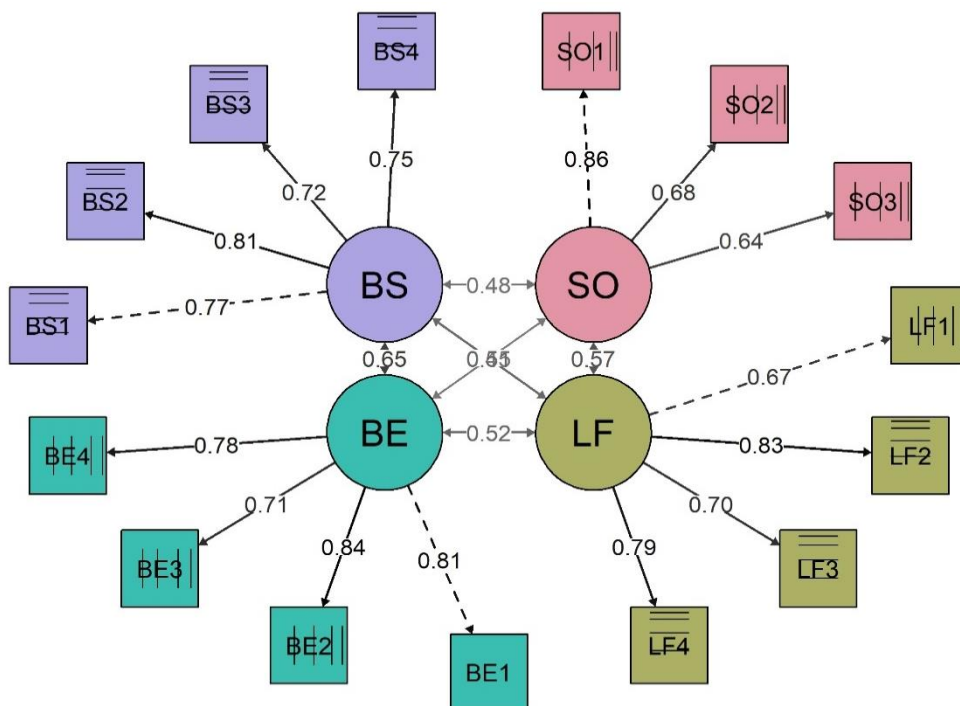 BS4
SO1
BS3
SO2
0.75
0.86
0.72
0.68
BS2
SO3
0.81
0.64
BS
0.48
SO
0.77
BS1
LF1
0.65
0.57
0.67
BE
0.52
LF
BE4
0.78
0.83
LF2
0.71
0.70
BE3
0.84
0.81
0.79
LF3
BE2
BE1
LF4